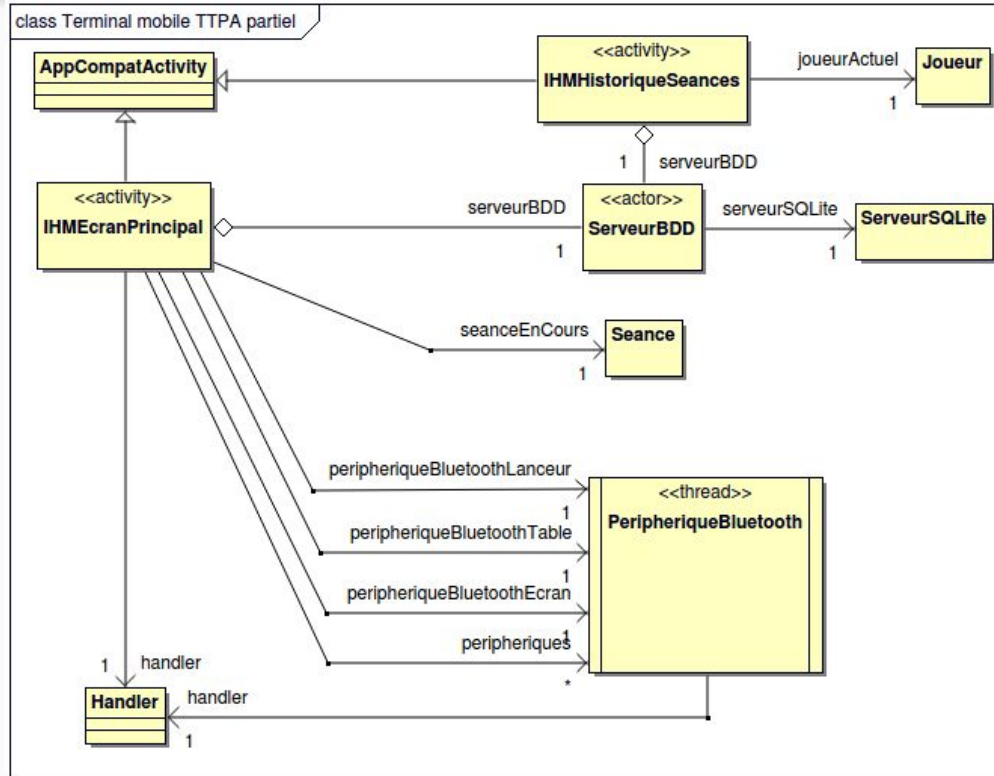 class Terminal mobile TTPA partiel
AppCompatActivity
<<activity>>
IHMHistoriqueSeances
joueurActuel
1
Joueur
1
serveurBDD
<<activity>>
IHMEcranPrincipal
serveurBDD
1
<<actor>>
ServeurBDD
serveurSQLite
1
ServeurSQLite
seanceEnCours
1
Seance
peripheriqueBluetoothLanceur
1
peripheriqueBluetoothTable
1
peripheriqueBluetoothEcran
1
peripheriques
*
<<thread>>
PeripheriqueBluetooth
1
handler
Handler
handler
1